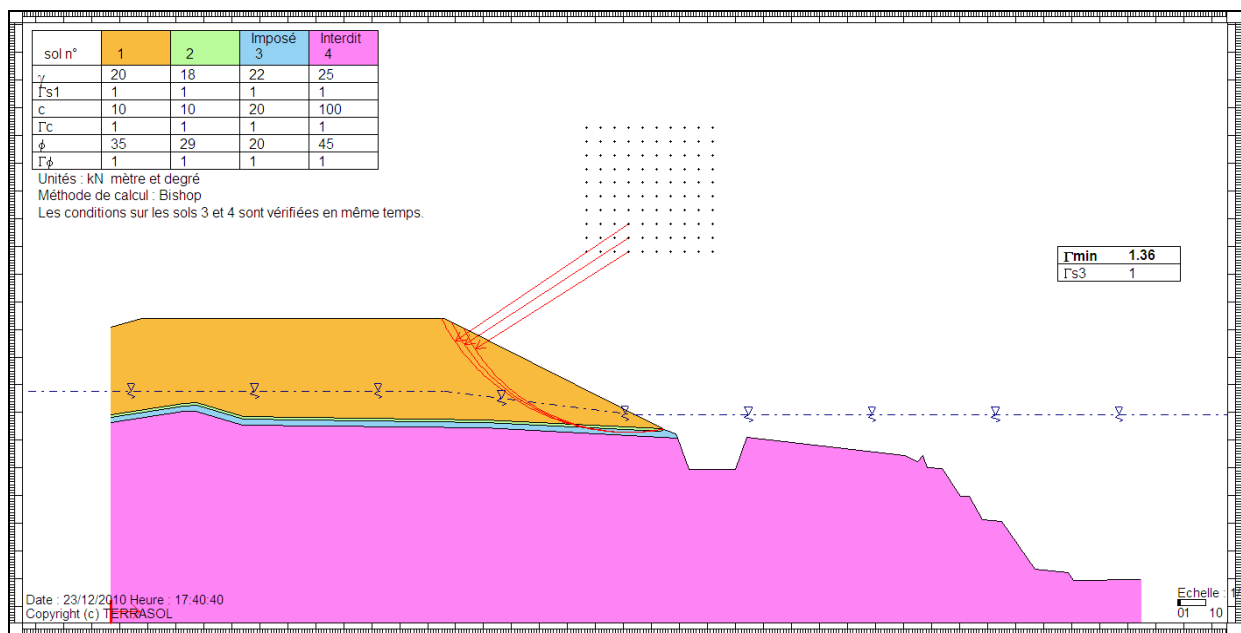 sol n° 1 2 Imposé 3 Interdit 4
γ 20 18 22 25
Γs1 1 1 1 1
c 10 10 20 100
Γc 1 1 1 1
ϕ 35 29 20 45
Γϕ 1 1 1 1
Unités : kN mètre et degré
Méthode de calcul : Bishop
Les conditions sur les sols 3 et 4 sont vérifiées en même temps.
Γmin 1.36
Γs3 1
Date : 23/12/2010 Heure : 17:40:40
Copyright (c) TERRASOL
Echelle :
01 10